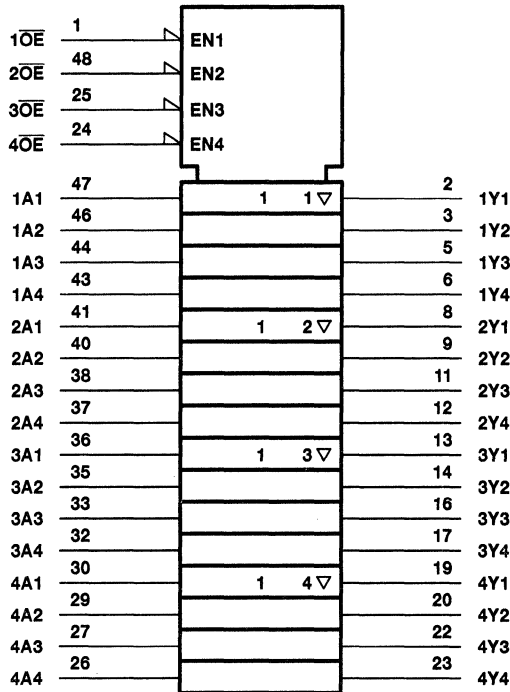 1O̅E̅ 1 EN1
2O̅E̅ 48 EN2
3O̅E̅ 25 EN3
4O̅E̅ 24 EN4
1A1 47 1 1 ▽ 2 1Y1
1A2 46 3 1Y2
1A3 44 5 1Y3
1A4 43 6 1Y4
2A1 41 1 2 ▽ 8 2Y1
2A2 40 9 2Y2
2A3 38 11 2Y3
2A4 37 12 2Y4
3A1 36 1 3 ▽ 13 3Y1
3A2 35 14 3Y2
3A3 33 16 3Y3
3A4 32 17 3Y4
4A1 30 1 4 ▽ 19 4Y1
4A2 29 20 4Y2
4A3 27 22 4Y3
4A4 26 23 4Y4